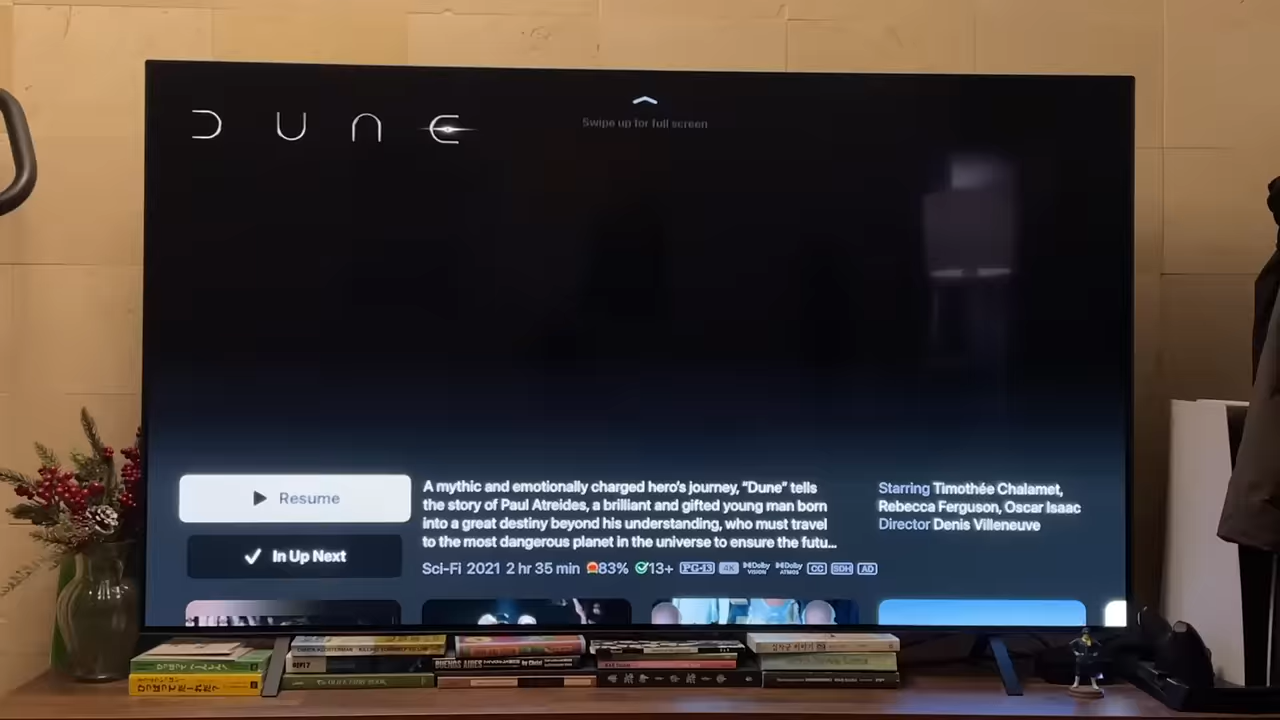 DUNE
Swipe up for full screen
Resume
In Up Next
A mythic and emotionally charged hero's journey, "Dune" tells
the story of Paul Atreides, a brilliant and gifted young man born
into a great destiny beyond his understanding, who must travel
to the most dangerous planet in the universe to ensure the futu...
Starring Timothée Chalamet,
Rebecca Ferguson, Oscar Isaac
Director Denis Villeneuve
Sci-Fi 2021 2 hr 35 min 83% 13+ PG-13 4K Dolby VISION Dolby ATMOS CC SDH AD
BUENOS AIRES